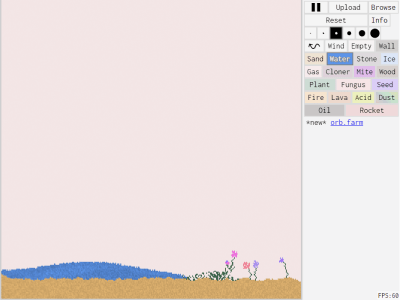 Upload Browse
Reset Info
Wind Empty Wall
Sand Water Stone Ice
Gas Cloner Mite Wood
Plant Fungus Seed
Fire Lava Acid Dust
Oil Rocket
*new* orb.farm
FPS:60